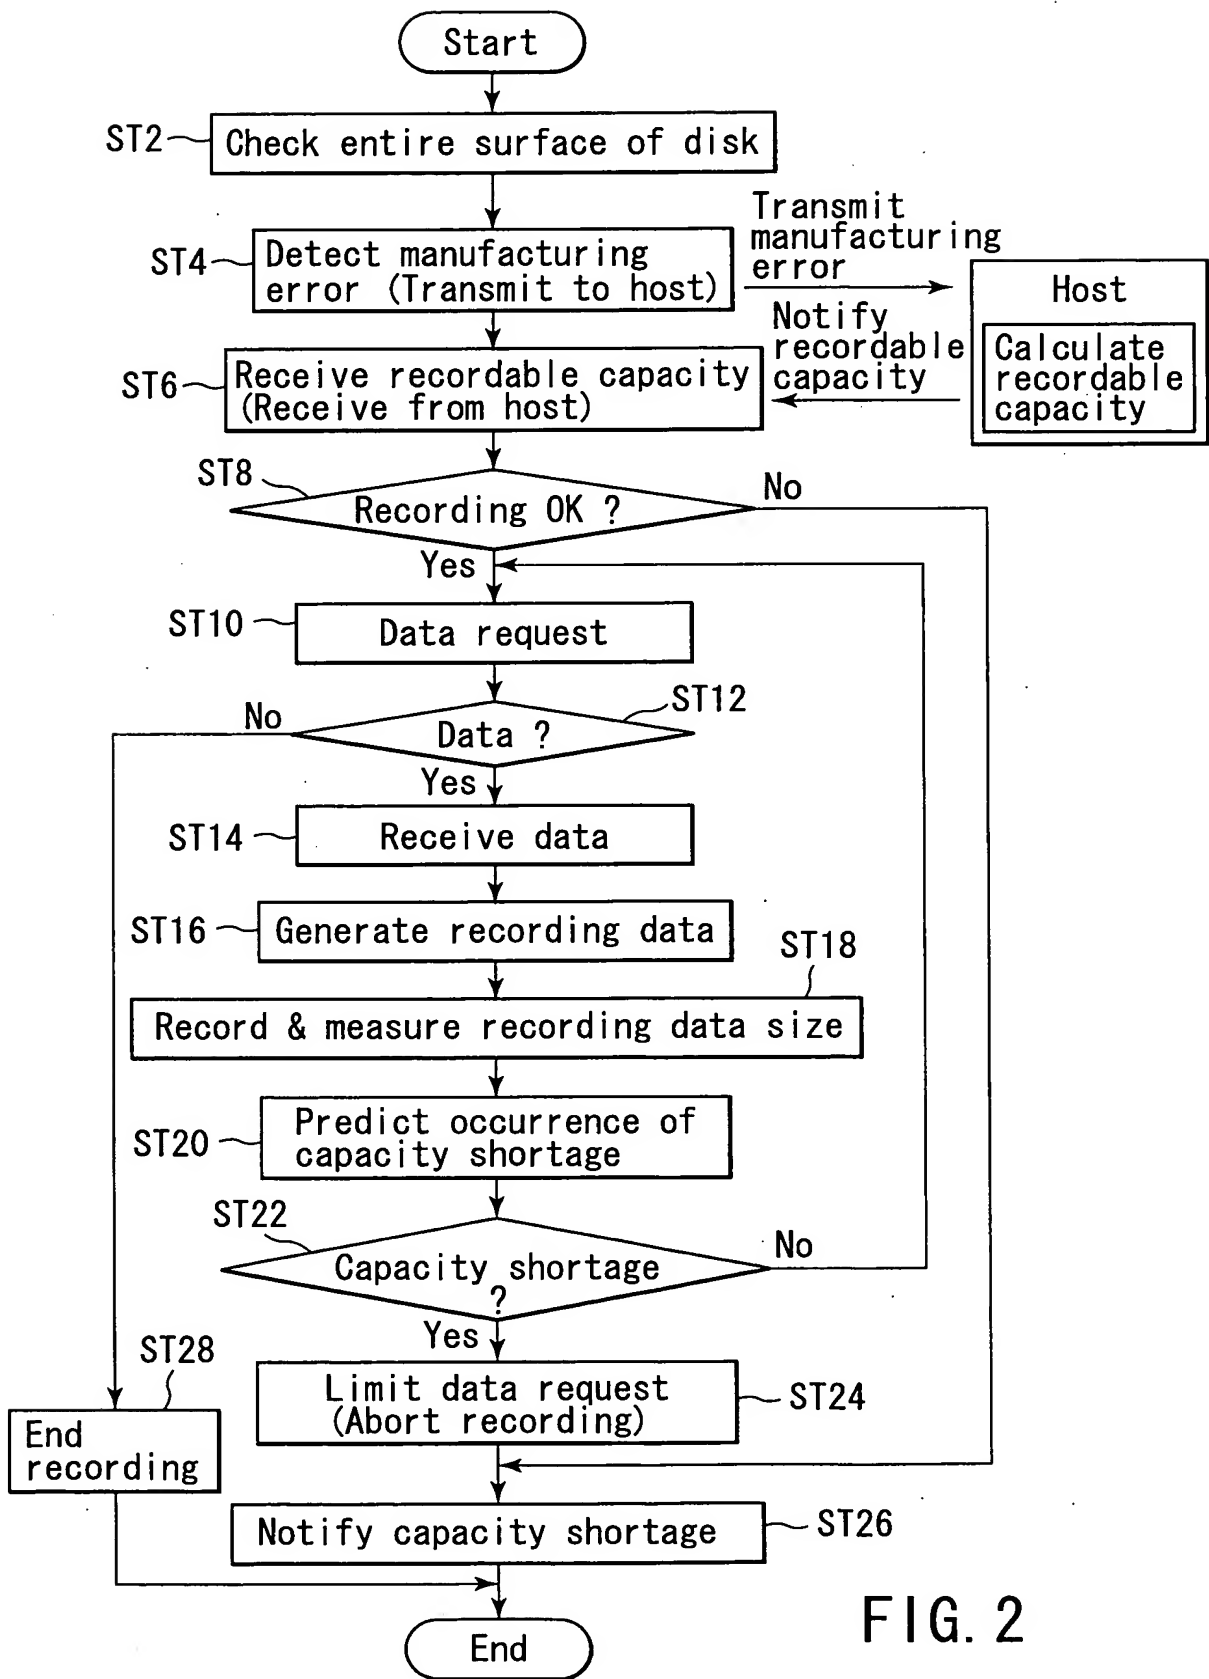 Start
ST2
Check entire surface of disk
Transmit
manufacturing
error
ST4
Detect manufacturing
error (Transmit to host)
Host
Calculate
recordable
capacity
Notify
recordable
capacity
ST6
Receive recordable capacity
(Receive from host)
ST8
Recording OK ?
No
Yes
ST10
Data request
ST12
No
Data ?
Yes
ST14
Receive data
ST16
Generate recording data
ST18
Record & measure recording data size
ST20
Predict occurrence of
capacity shortage
ST22
Capacity shortage
?
No
Yes
ST28
End
recording
Limit data request
(Abort recording)
ST24
Notify capacity shortage
ST26
End
FIG. 2